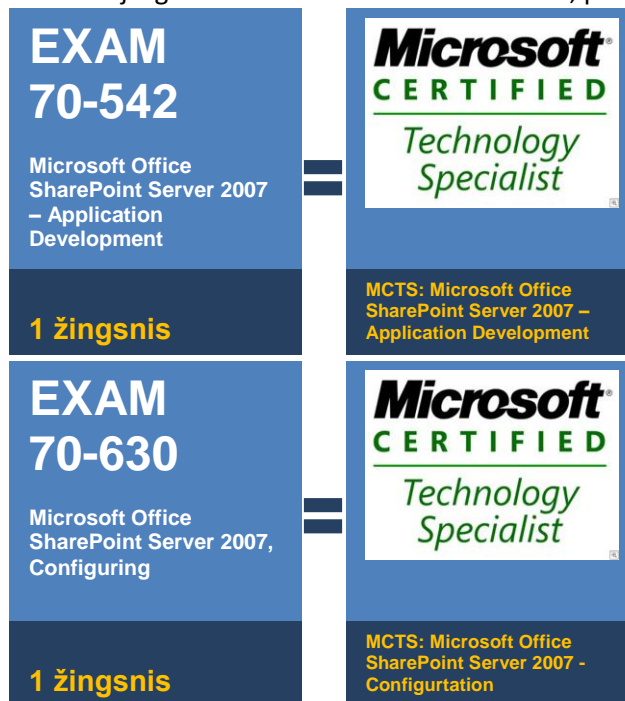 EXAM
70-542
Microsoft Office
SharePoint Server 2007
– Application
Development
1 žingsnis
=
Microsoft®
CERTIFIED
Technology
Specialist
MCTS: Microsoft Office
SharePoint Server 2007 –
Application Development
EXAM
70-630
Microsoft Office
SharePoint Server 2007,
Configuring
1 žingsnis
=
Microsoft®
CERTIFIED
Technology
Specialist
MCTS: Microsoft Office
SharePoint Server 2007 -
Configurtation